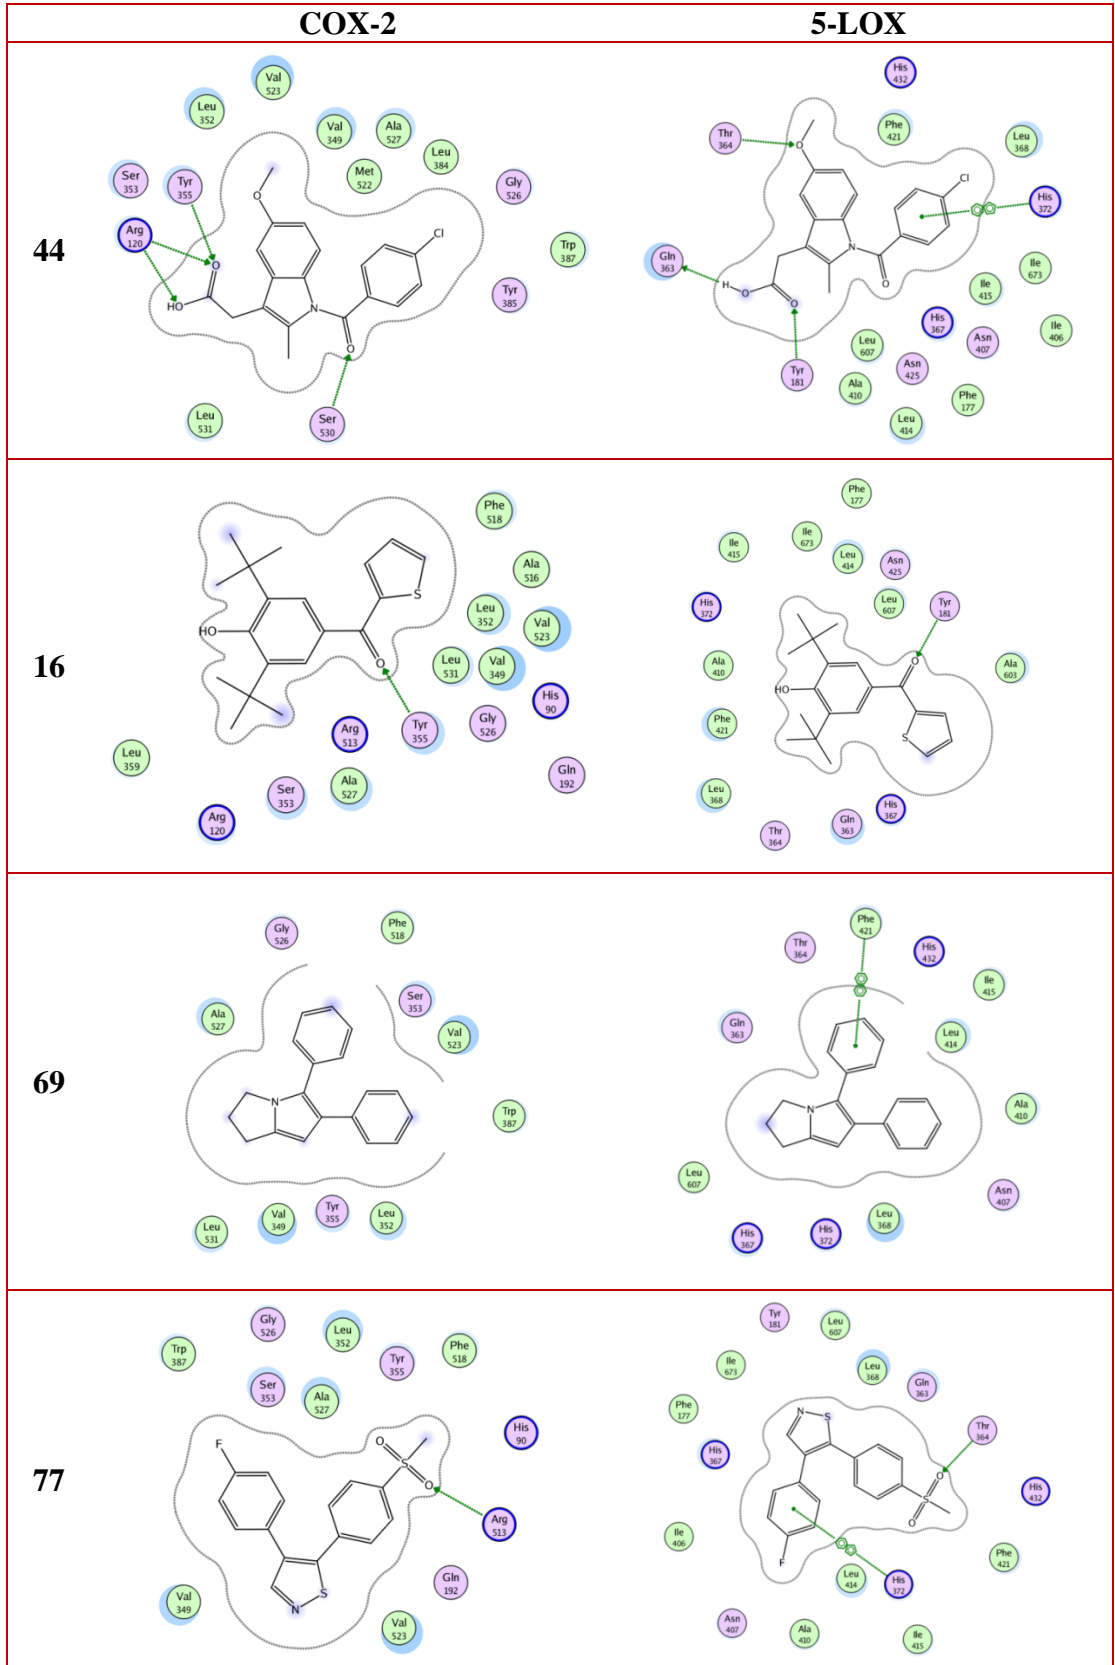 COX-2 5-LOX
44
Val 523
Leu 352
Val 349
Ala 527
Leu 384
Met 522
Ser 353
Tyr 355
Gly 526
Arg 120
Trp 387
Tyr 385
Leu 531
Ser 530
O
Cl
O
HO
N
O
His 432
Thr 364
Phe 421
Leu 368
His 372
Gln 363
Ile 673
Ile 415
His 367
Asn 407
Ile 406
Leu 607
Asn 425
Tyr 181
Ala 410
Phe 177
Leu 414
O
Cl
N
H
O
O
O
16
Phe 518
Ala 516
Leu 352
Val 523
Leu 531
Val 349
His 90
Arg 513
Tyr 355
Gly 526
Leu 359
Ser 353
Ala 527
Gln 192
Arg 120
S
HO
O
Phe 177
Ile 415
Ile 673
Leu 414
Asn 425
His 372
Leu 607
Tyr 181
Ala 410
Ala 603
Phe 421
Leu 368
Thr 364
Gln 363
His 367
O
HO
S
69
Gly 526
Phe 518
Ala 527
Ser 353
Val 523
Trp 387
Leu 531
Val 349
Tyr 355
Leu 352
N
Phe 421
Thr 364
His 432
Ile 415
Gln 363
Leu 414
Ala 410
Leu 607
Asn 407
His 367
His 372
Leu 368
N
77
Gly 526
Leu 352
Trp 387
Tyr 355
Phe 518
Ser 353
Ala 527
His 90
Arg 513
Gln 192
Val 349
Val 523
F
O
S
O
N
S
Tyr 181
Leu 607
Ile 673
Leu 368
Gln 363
Phe 177
Thr 364
His 367
His 432
Ile 406
Phe 421
Leu 414
His 372
Asn 407
Ala 410
Ile 415
N
S
O
S
O
F